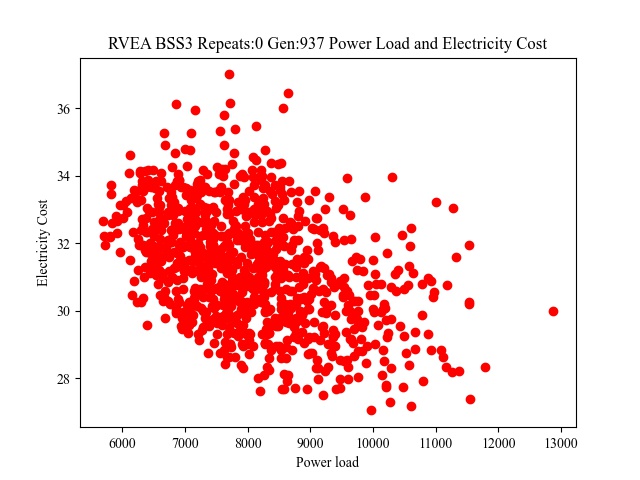 RVEA BSS3 Repeats:0 Gen:937 Power Load and Electricity Cost
Electricity Cost
36
34
32
30
28
6000 7000 8000 9000 10000 11000 12000 13000
Power load